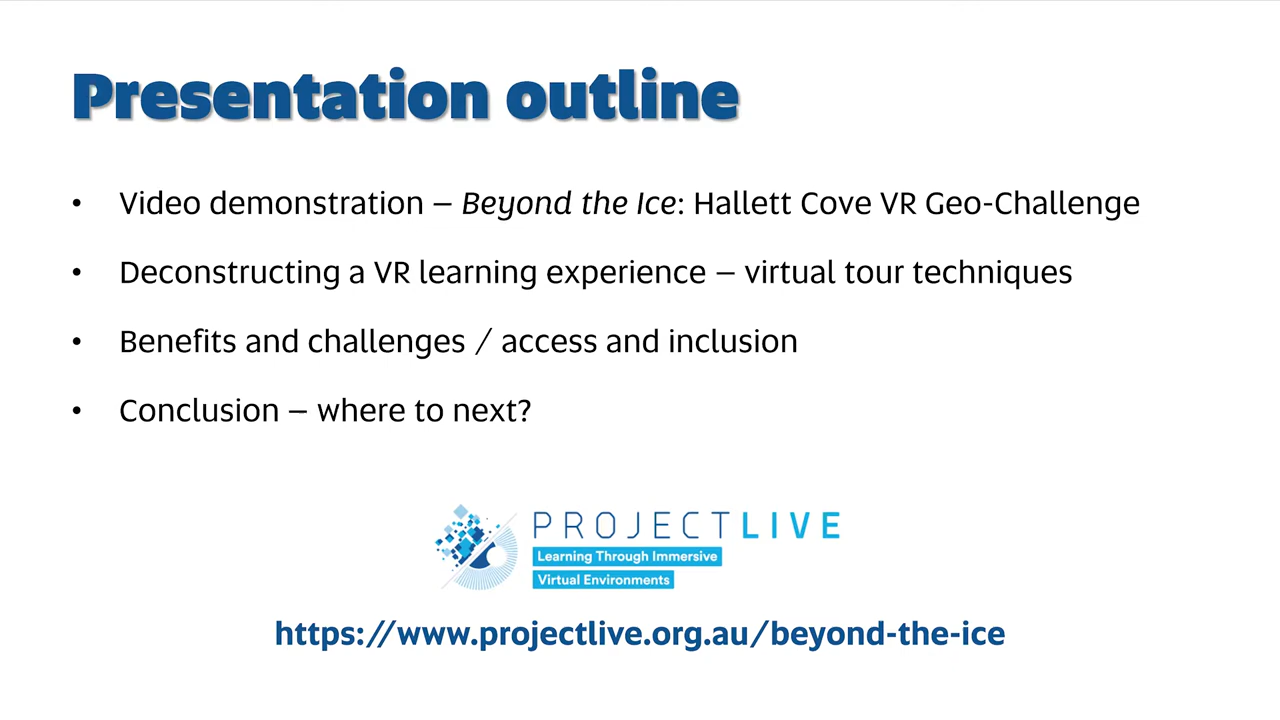 Presentation outline
• Video demonstration – Beyond the Ice: Hallett Cove VR Geo-Challenge
• Deconstructing a VR learning experience – virtual tour techniques
• Benefits and challenges / access and inclusion
• Conclusion – where to next?
PROJECTLIVE
Learning Through Immersive
Virtual Environments
https://www.projectlive.org.au/beyond-the-ice